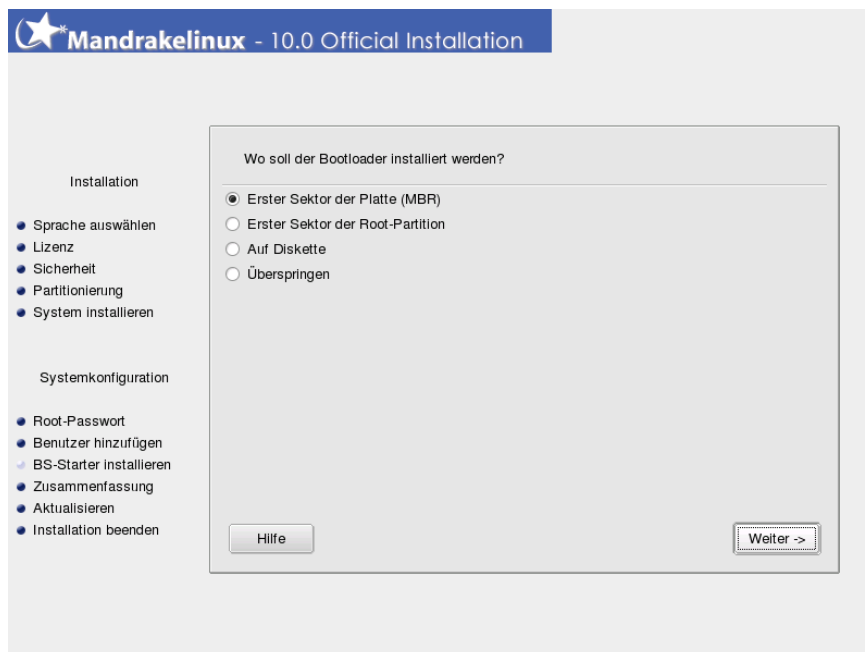 Mandrakelinux - 10.0 Official Installation
Installation
Sprache auswählen
Lizenz
Sicherheit
Partitionierung
System installieren
Systemkonfiguration
Root-Passwort
Benutzer hinzufügen
BS-Starter installieren
Zusammenfassung
Aktualisieren
Installation beenden
Wo soll der Bootloader installiert werden?
Erster Sektor der Platte (MBR)
Erster Sektor der Root-Partition
Auf Diskette
Überspringen
Hilfe
Weiter ->